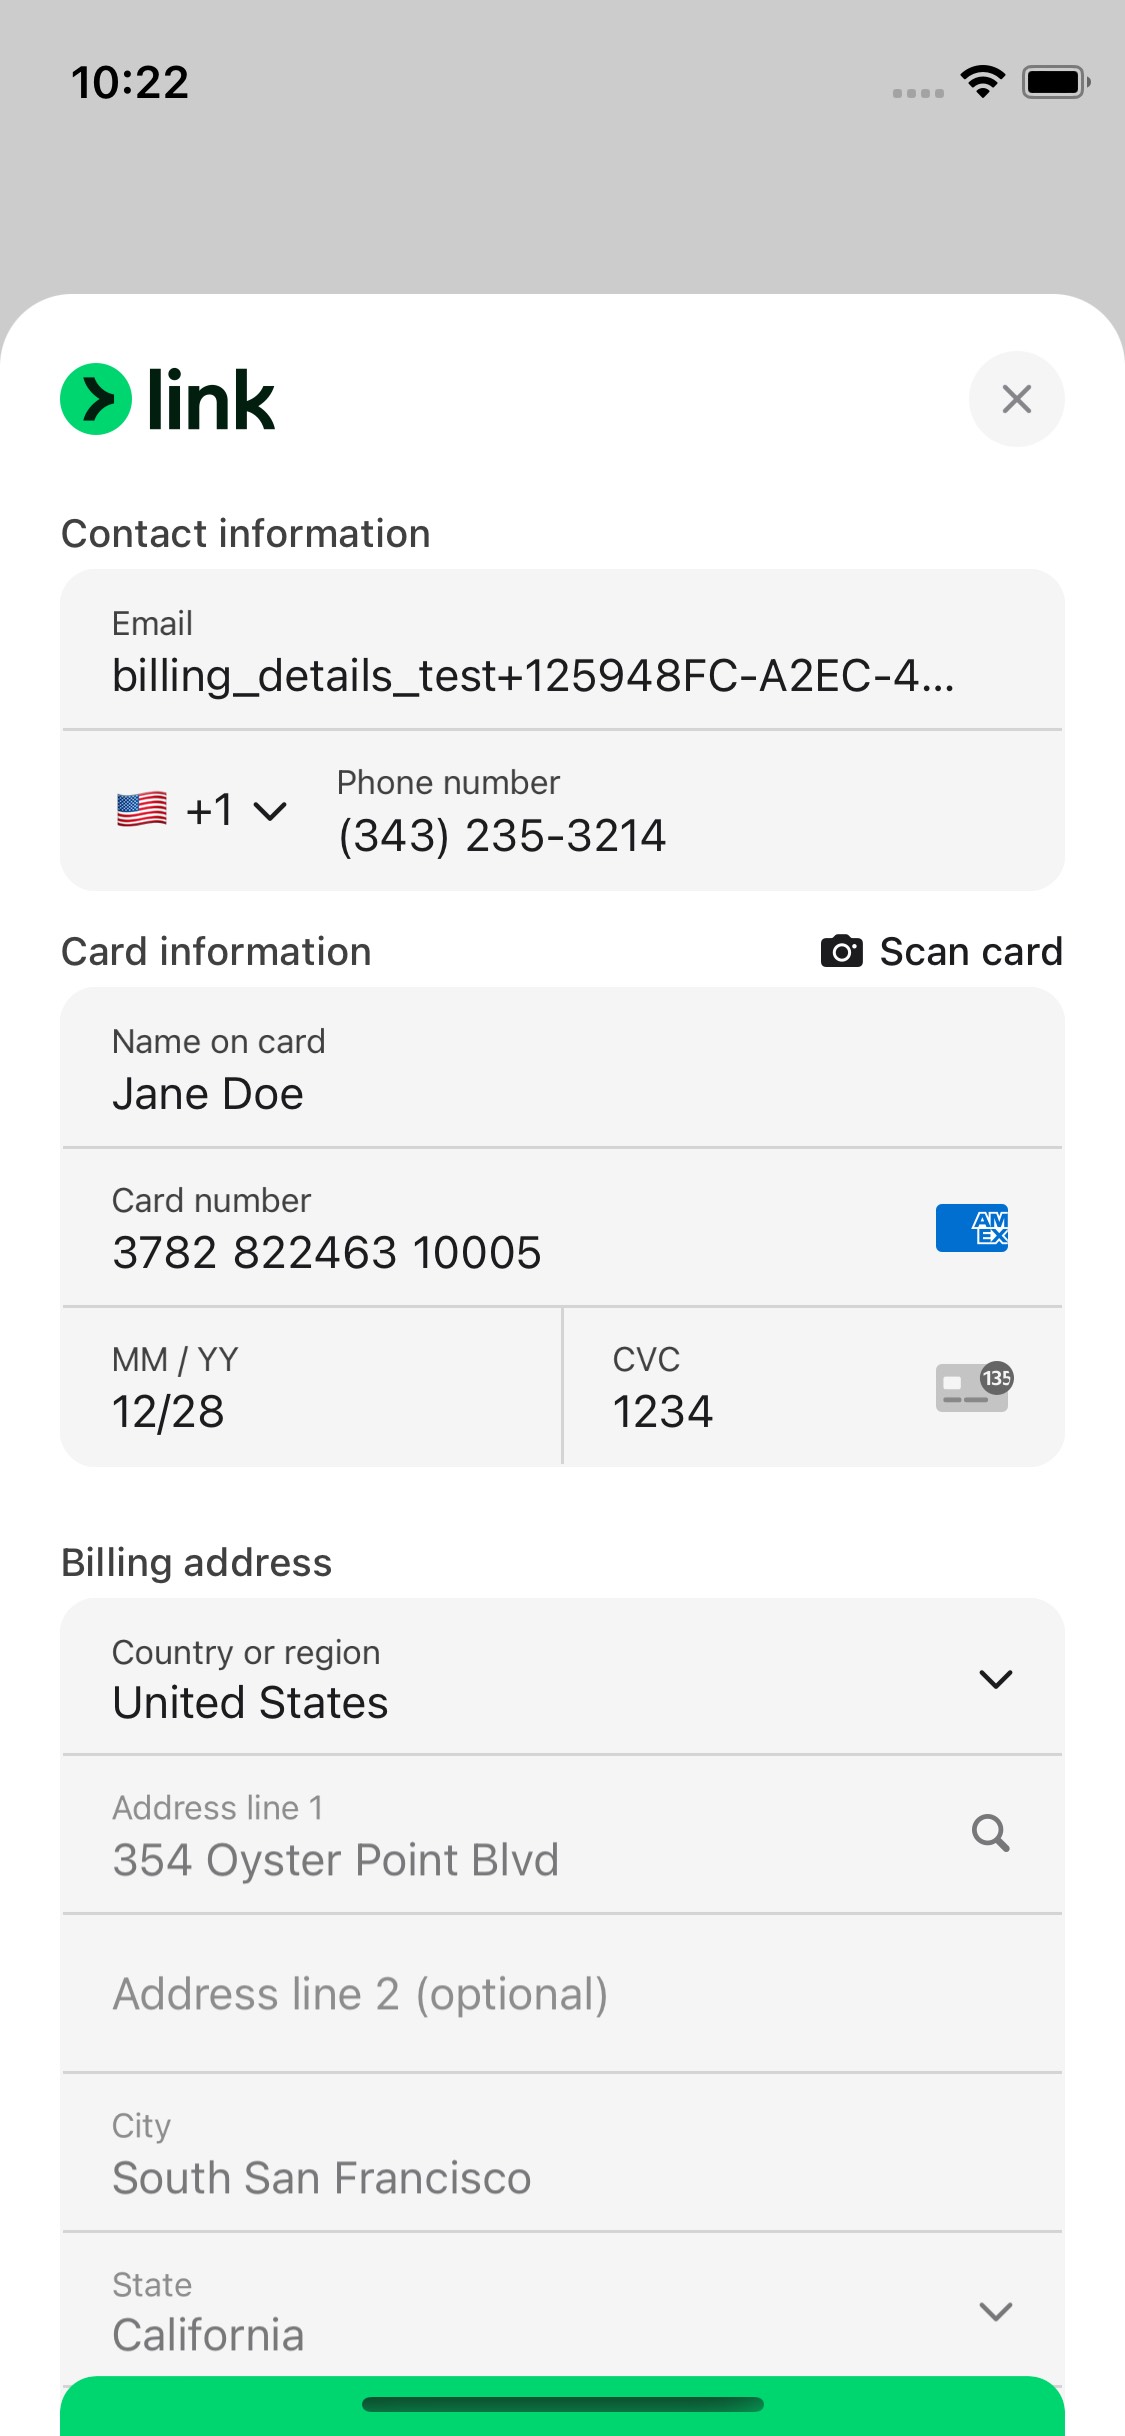 10:22
link
Contact information
Email
billing_details_test+125948FC-A2EC-4...
+1
Phone number
(343) 235-3214
Card information
Scan card
Name on card
Jane Doe
Card number
3782 822463 10005
AM
EX
MM / YY
12/28
CVC
1234
135
Billing address
Country or region
United States
Address line 1
354 Oyster Point Blvd
Address line 2 (optional)
City
South San Francisco
State
California